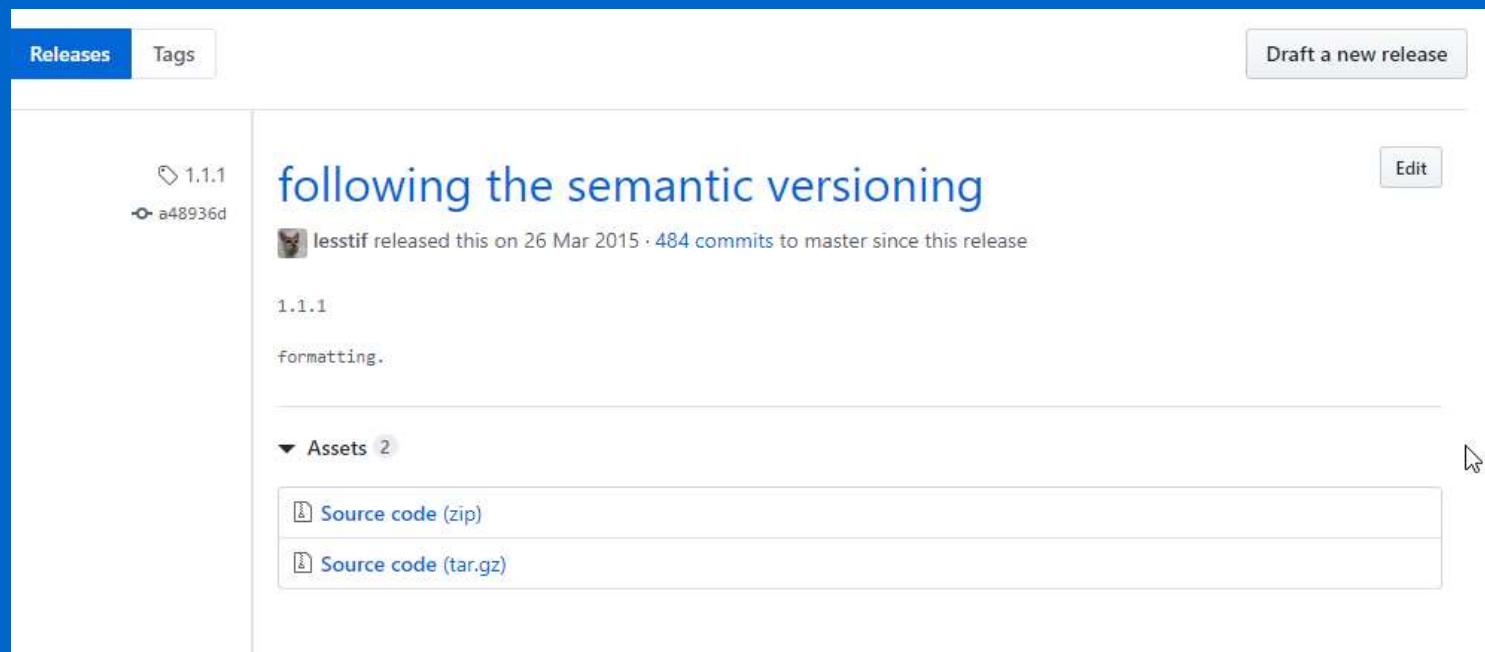 Releases Tags Draft a new release
1.1.1
a48936d
following the semantic versioning Edit
lesstif released this on 26 Mar 2015 · 484 commits to master since this release
1.1.1
formatting.
Assets 2
Source code (zip)
Source code (tar.gz)